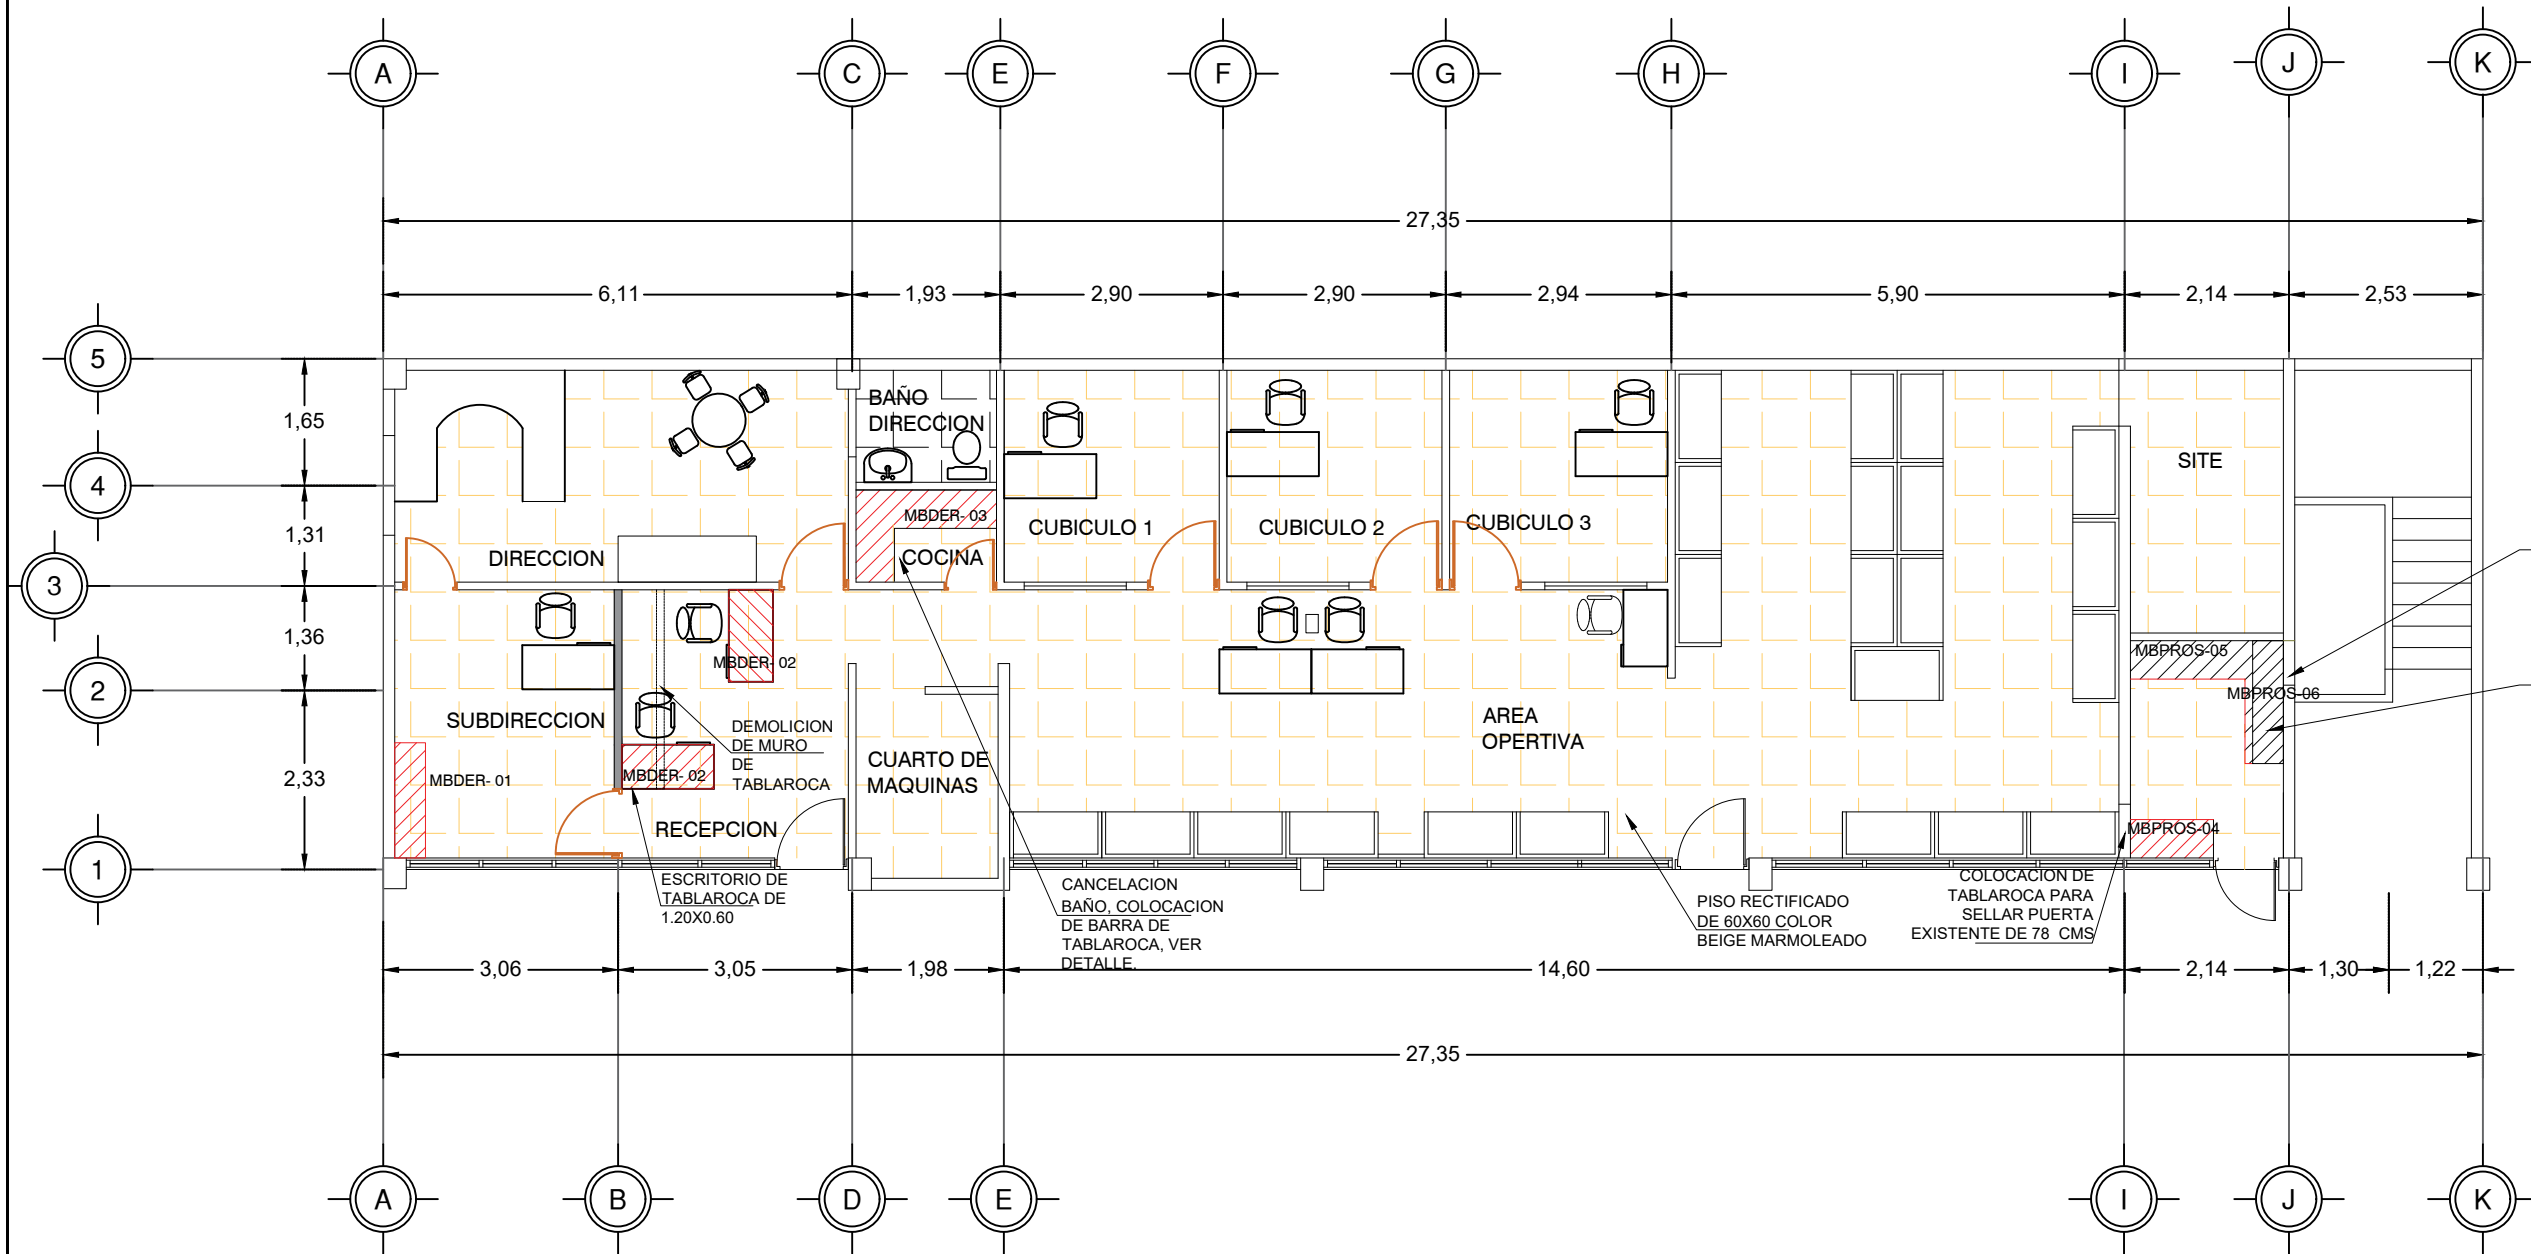 A
C
E
F
G
H
I
J
K
27,35
6,11
1,93
2,90
2,90
2,94
5,90
2,14
2,53
5
4
3
2
1
1,65
1,31
1,36
2,33
BAÑO
DIRECCION
MBDER- 03
COCINA
CUBICULO 1
CUBICULO 2
CUBICULO 3
SITE
DIRECCION
MBDER- 02
SUBDIRECCION
MBDER- 01
MBDER- 02
DEMOLICION
DE MURO
DE
TABLAROCA
RECEPCION
CUARTO DE
MAQUINAS
AREA
OPERTIVA
MBPROS-05
MBPROS-06
MBPROS-04
ESCRITORIO DE
TABLAROCA DE
1.20X0.60
CANCELACION
BAÑO, COLOCACION
DE BARRA DE
TABLAROCA, VER
DETALLE.
PISO RECTIFICADO
DE 60X60 COLOR
BEIGE MARMOLEADO
COLOCACION DE
TABLAROCA PARA
SELLAR PUERTA
EXISTENTE DE 78 CMS
3,06
3,05
1,98
14,60
2,14
1,30
1,22
27,35
A
B
D
E
I
J
K